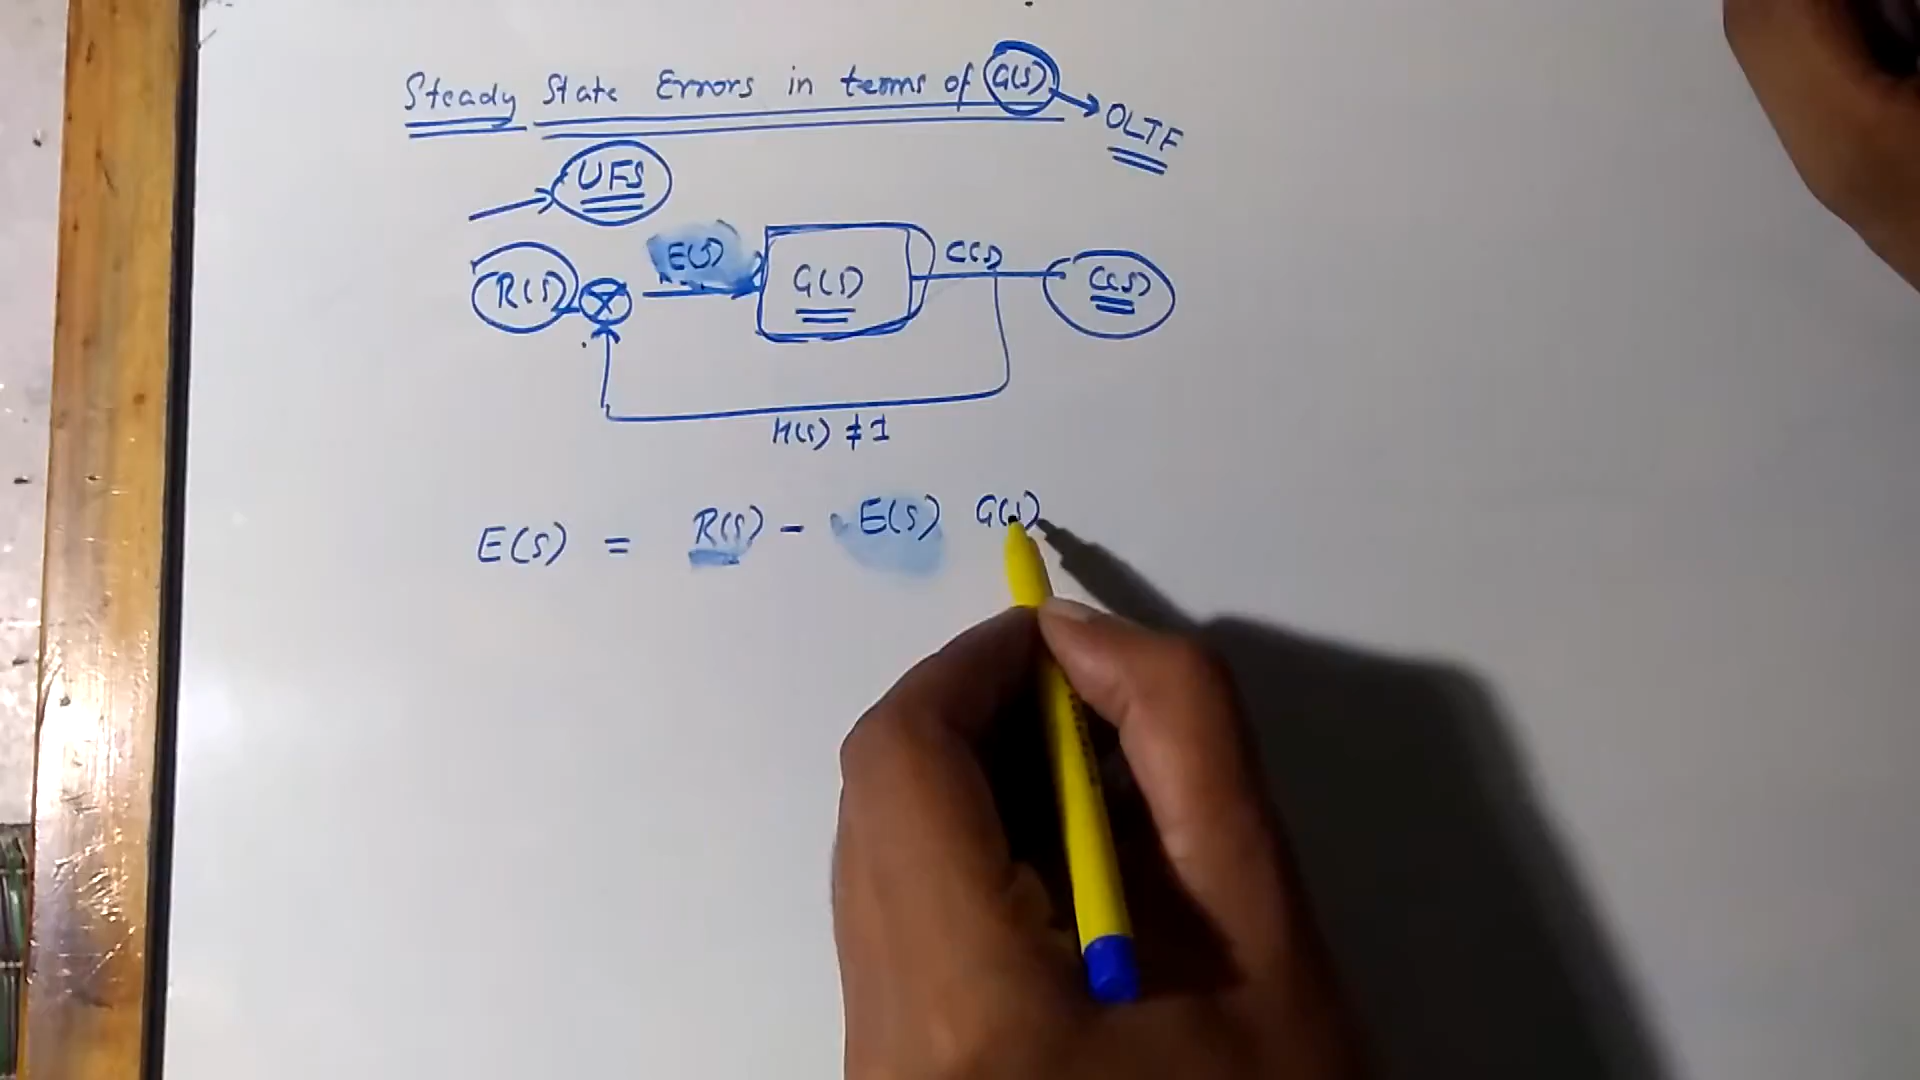 Steady State Errors in terms of G(s)
OLTF
UFS
R(s) E(s) G(s) C(s) C(s)
H(s) ≠ 1
E(s) = R(s) - E(s) G(s)